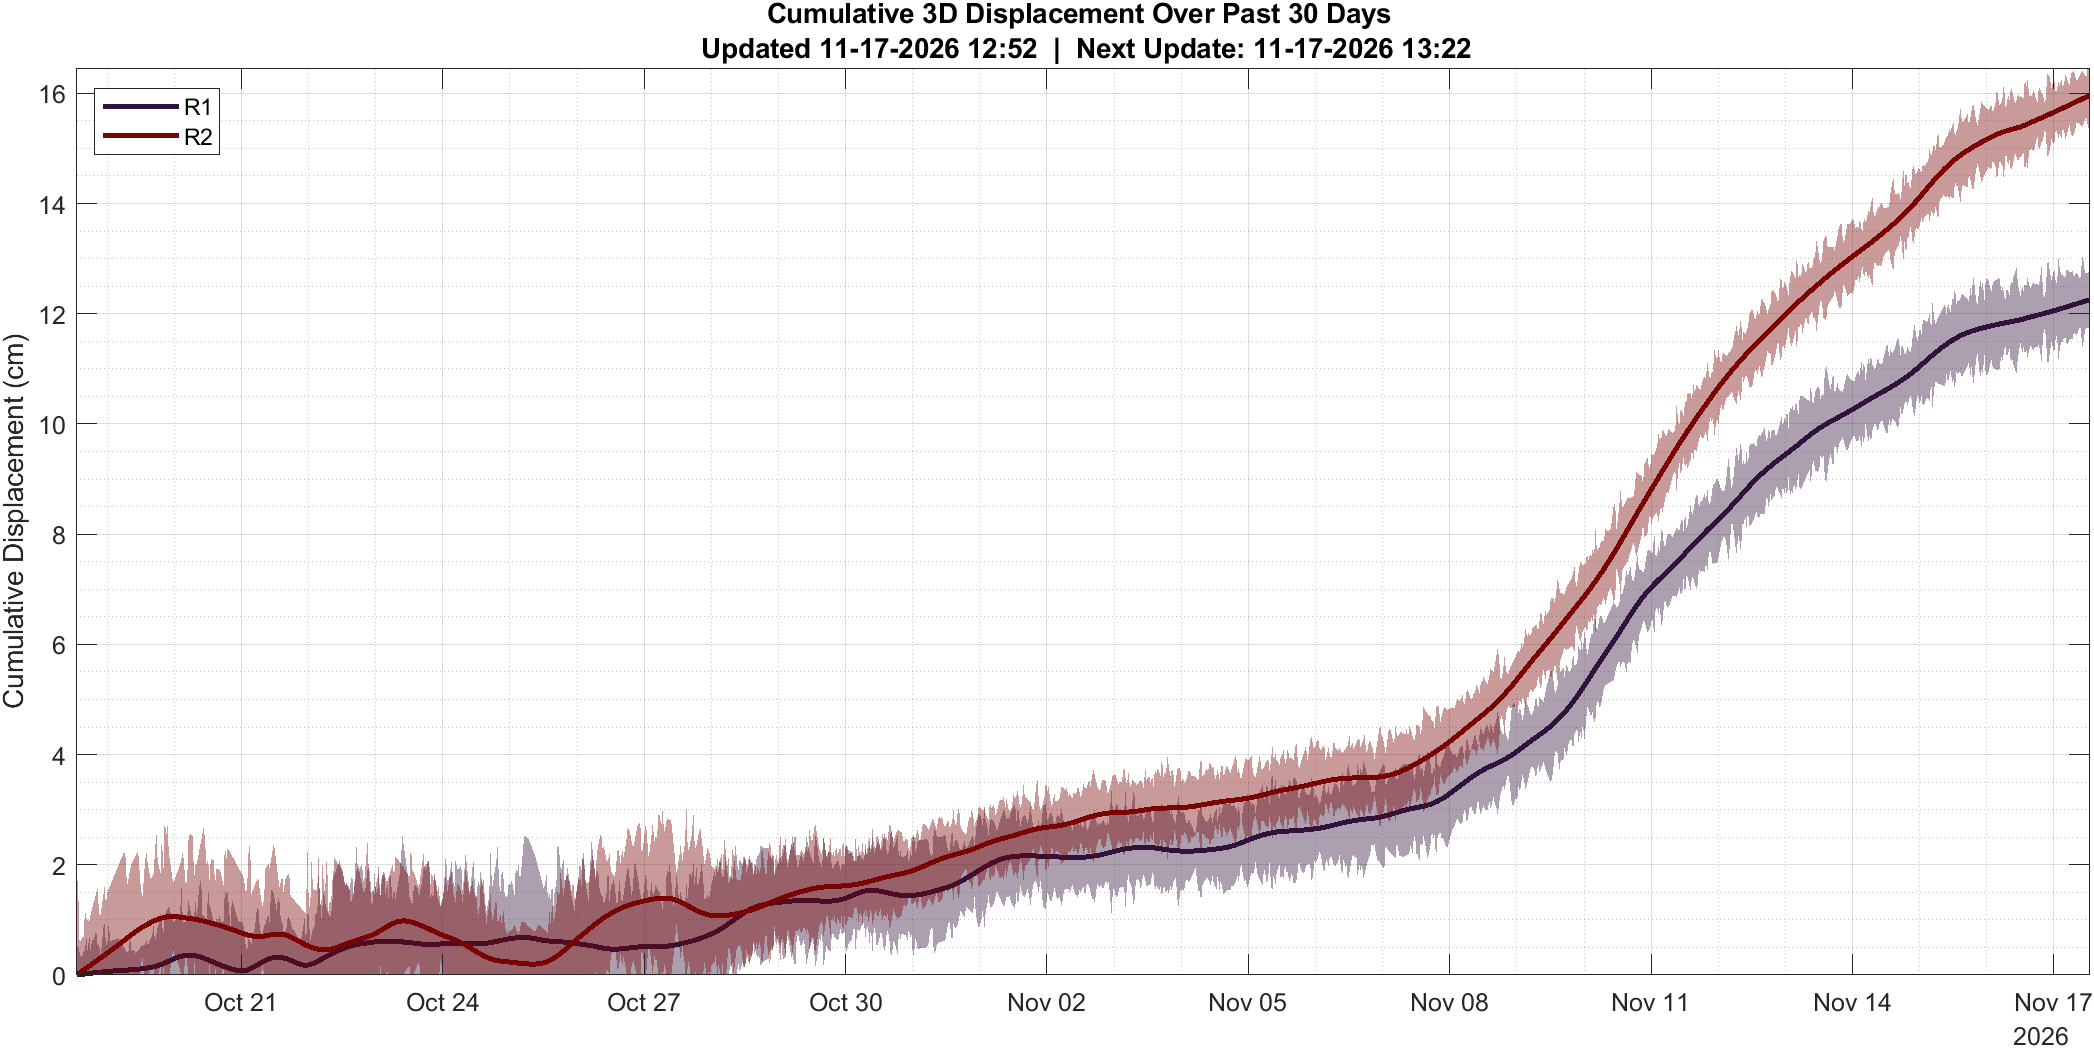 Cumulative 3D Displacement Over Past 30 Days
Updated 11-17-2026 12:52 | Next Update: 11-17-2026 13:22
R1
R2
Cumulative Displacement (cm)
16
14
12
10
8
6
4
2
0
Oct 21 Oct 24 Oct 27 Oct 30 Nov 02 Nov 05 Nov 08 Nov 11 Nov 14 Nov 17
2026